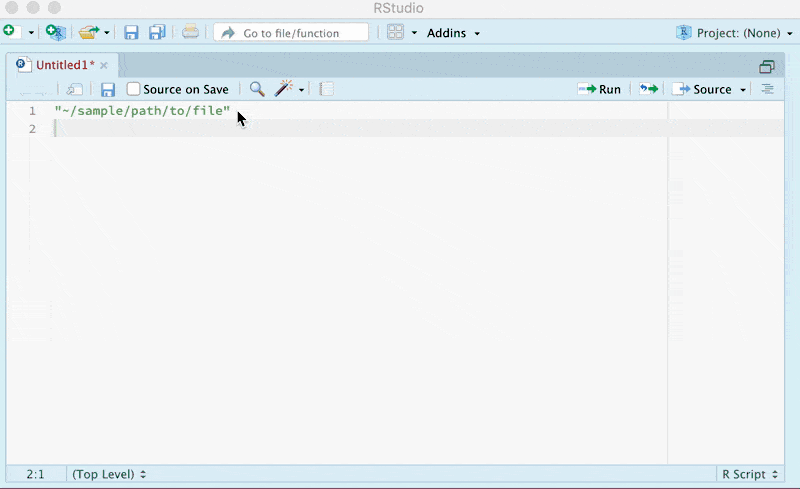 RStudio
Go to file/function Addins Project: (None)
Untitled1*
Source on Save Run Source
1 "~/sample/path/to/file"
2
2:1 (Top Level) R Script